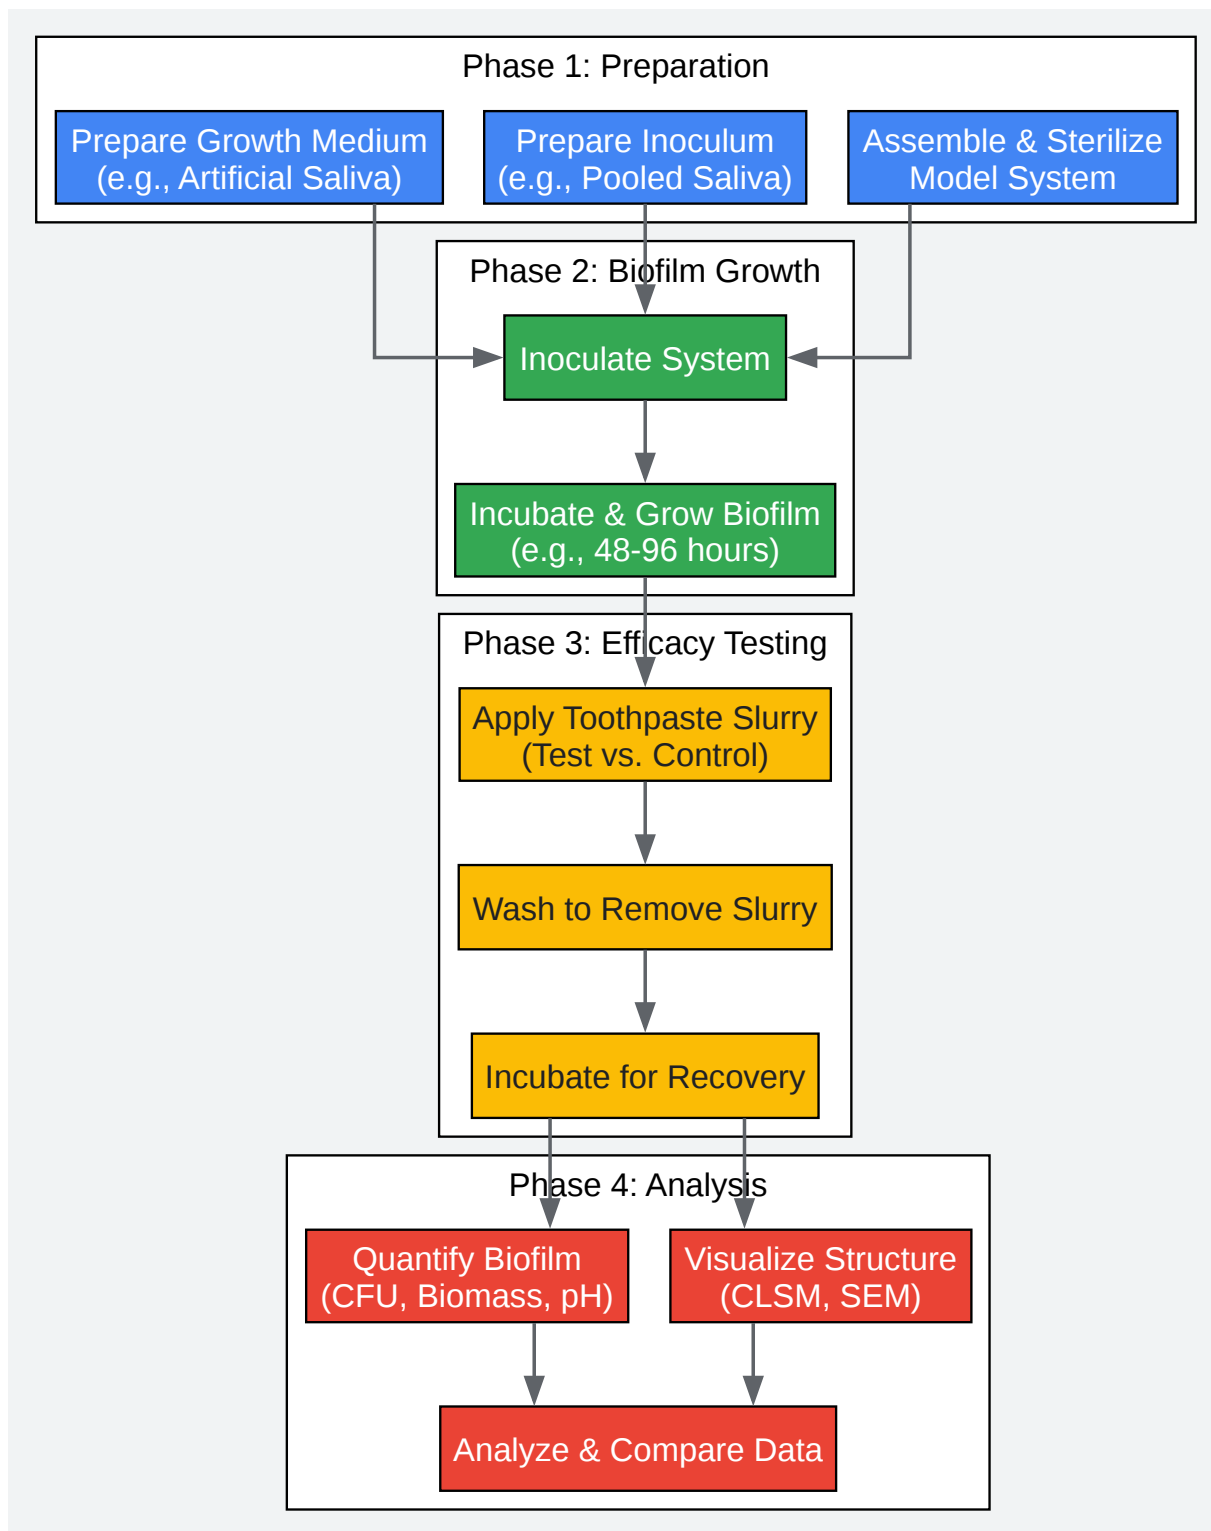 Phase 1: Preparation
Prepare Growth Medium
(e.g., Artificial Saliva)
Prepare Inoculum
(e.g., Pooled Saliva)
Assemble & Sterilize
Model System
Phase 2: Biofilm Growth
Inoculate System
Incubate & Grow Biofilm
(e.g., 48-96 hours)
Phase 3: Efficacy Testing
Apply Toothpaste Slurry
(Test vs. Control)
Wash to Remove Slurry
Incubate for Recovery
Phase 4: Analysis
Quantify Biofilm
(CFU, Biomass, pH)
Visualize Structure
(CLSM, SEM)
Analyze & Compare Data